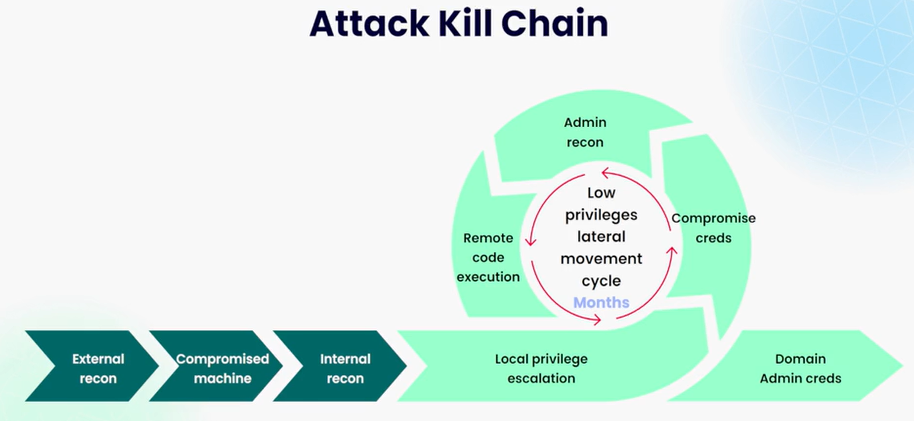 Attack Kill Chain
Admin
recon
Low
privileges
lateral
movement
cycle
Months
Compromise
creds
Remote
code
execution
External
recon
Compromised
machine
Internal
recon
Local privilege
escalation
Domain
Admin creds